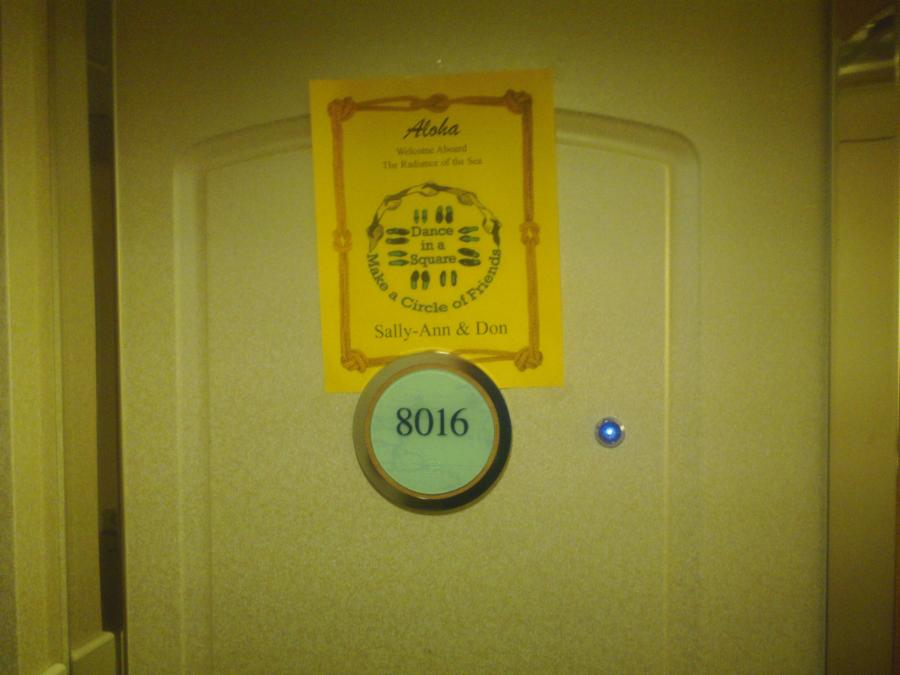 Aloha
Welcome Aboard
The Radiance of the Sea
Dance
in a
Square
Make a Circle of Friends
Sally-Ann & Don
8016